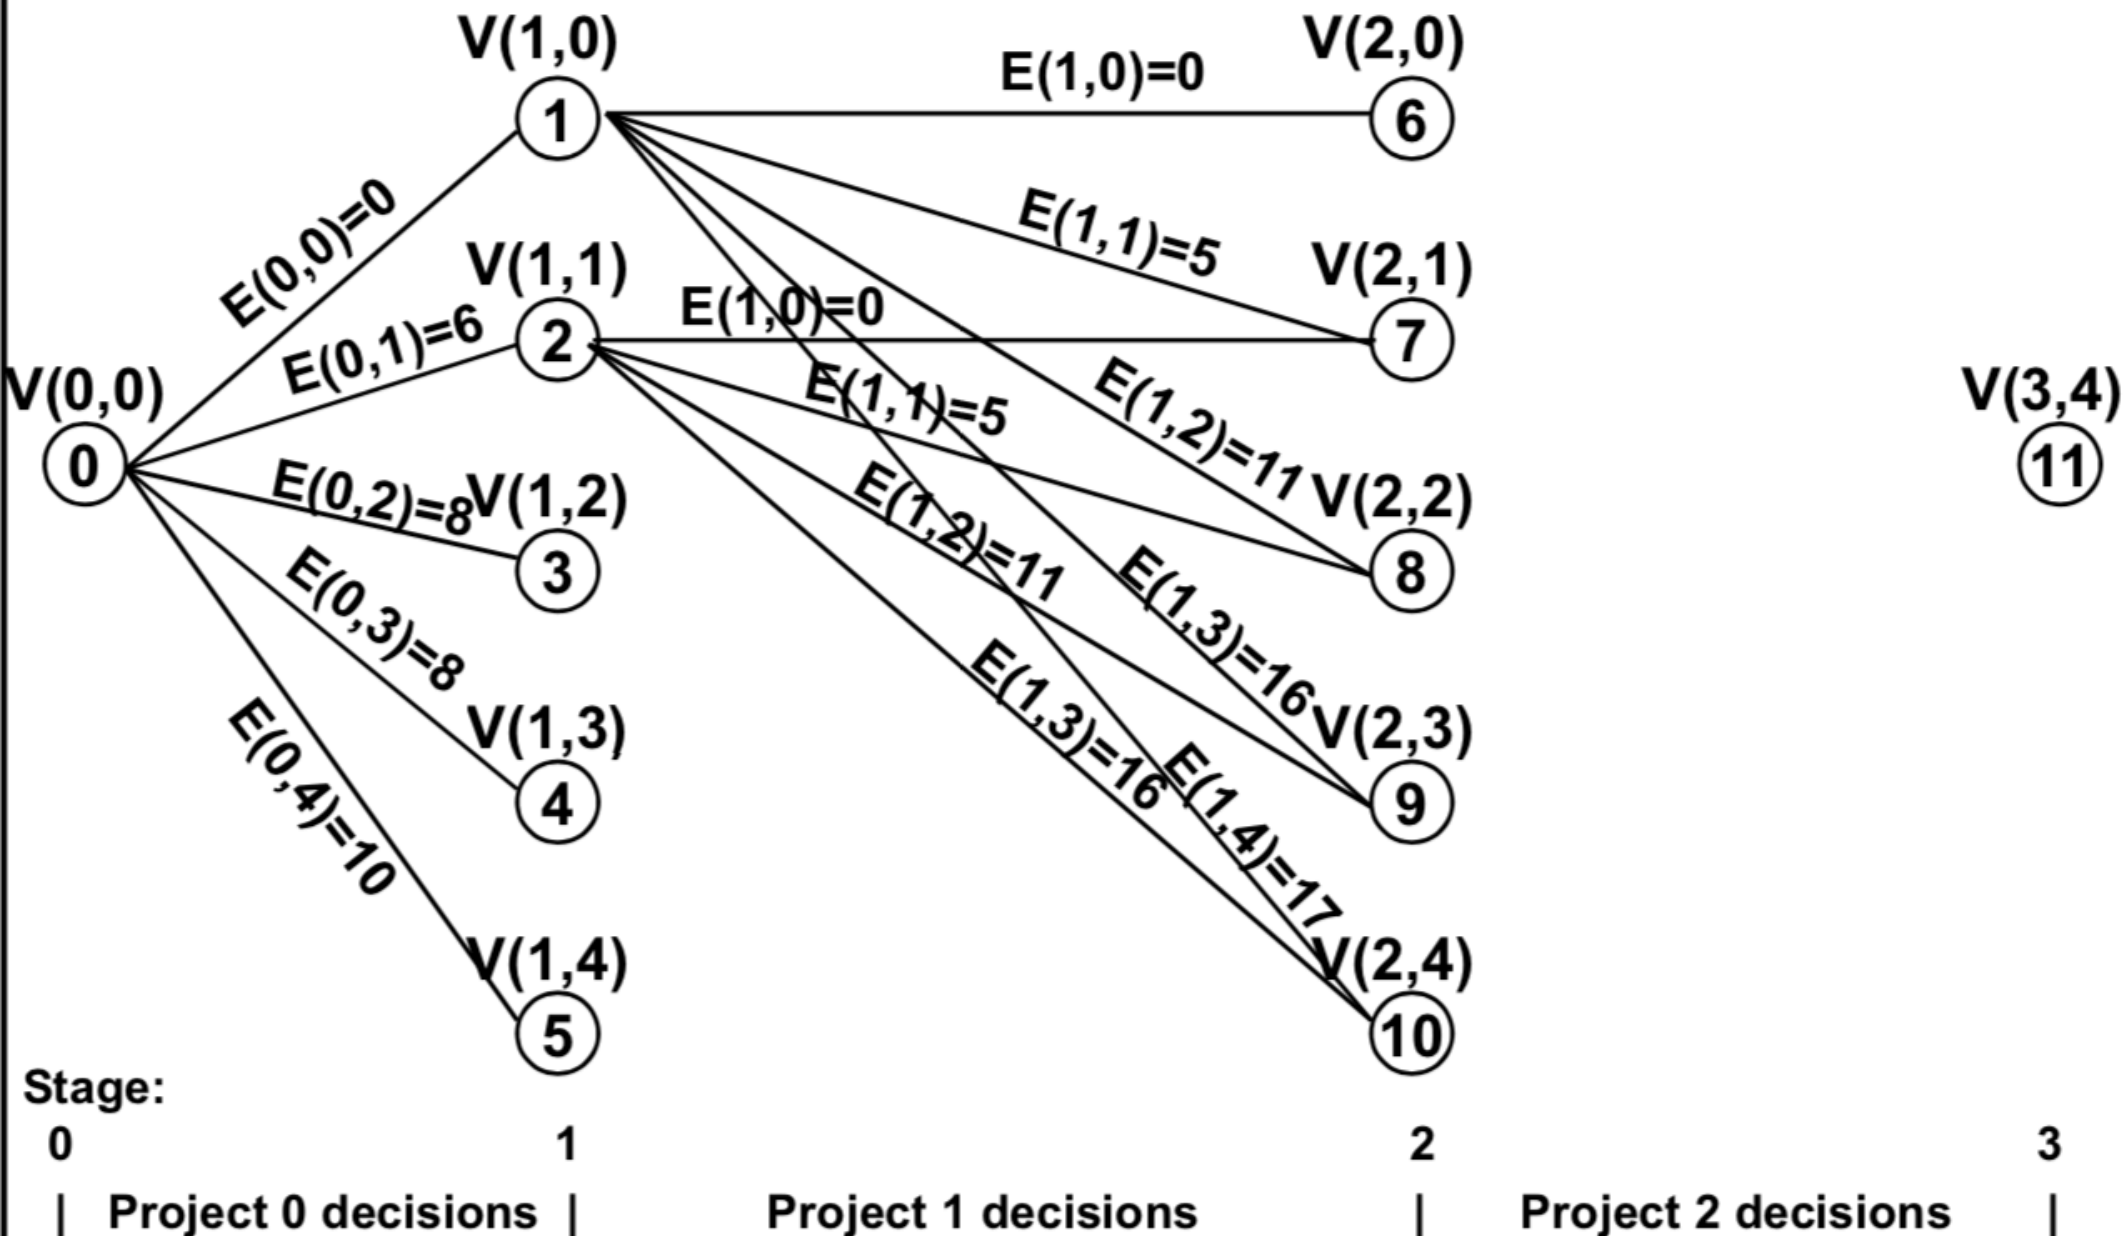 V(1,0)
V(2,0)
E(1,0)=0
1
6
E(0,0)=0
E(1,1)=5
V(1,1)
V(2,1)
E(1,0)=0
E(0,1)=6
2
7
V(0,0)
E(1,1)=5
E(1,2)=11
V(3,4)
0
11
E(0,2)=8
V(1,2)
V(2,2)
E(1,2)=11
3
8
E(0,3)=8
E(1,3)=16
E(1,3)=16
V(1,3)
V(2,3)
E(0,4)=10
4
9
E(1,4)=17
V(1,4)
V(2,4)
5
10
Stage:
0 1 2 3
| Project 0 decisions | Project 1 decisions | Project 2 decisions |